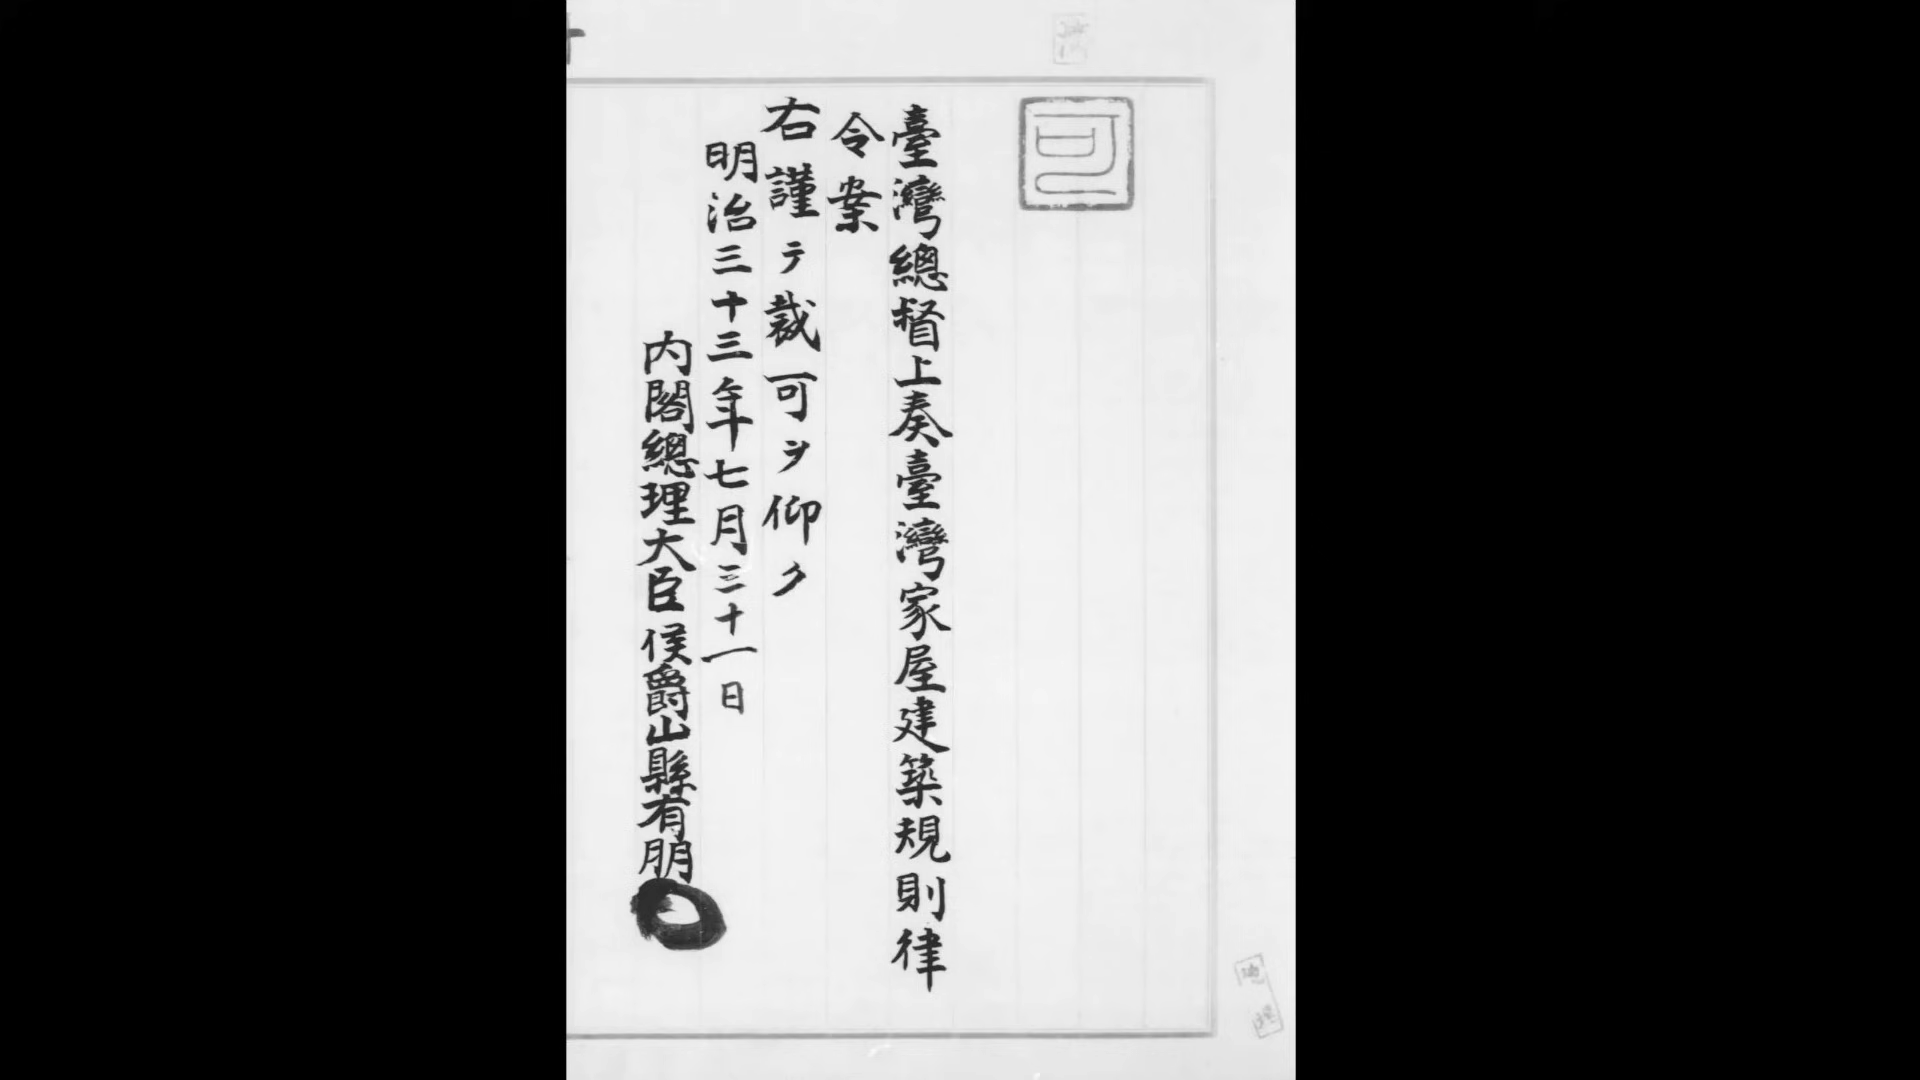 可
臺灣總督上奏臺灣家屋建築規則律
令案
右謹テ裁可ヲ仰ク
明治三十三年七月三十一日
内閣總理大臣侯爵山縣有朋